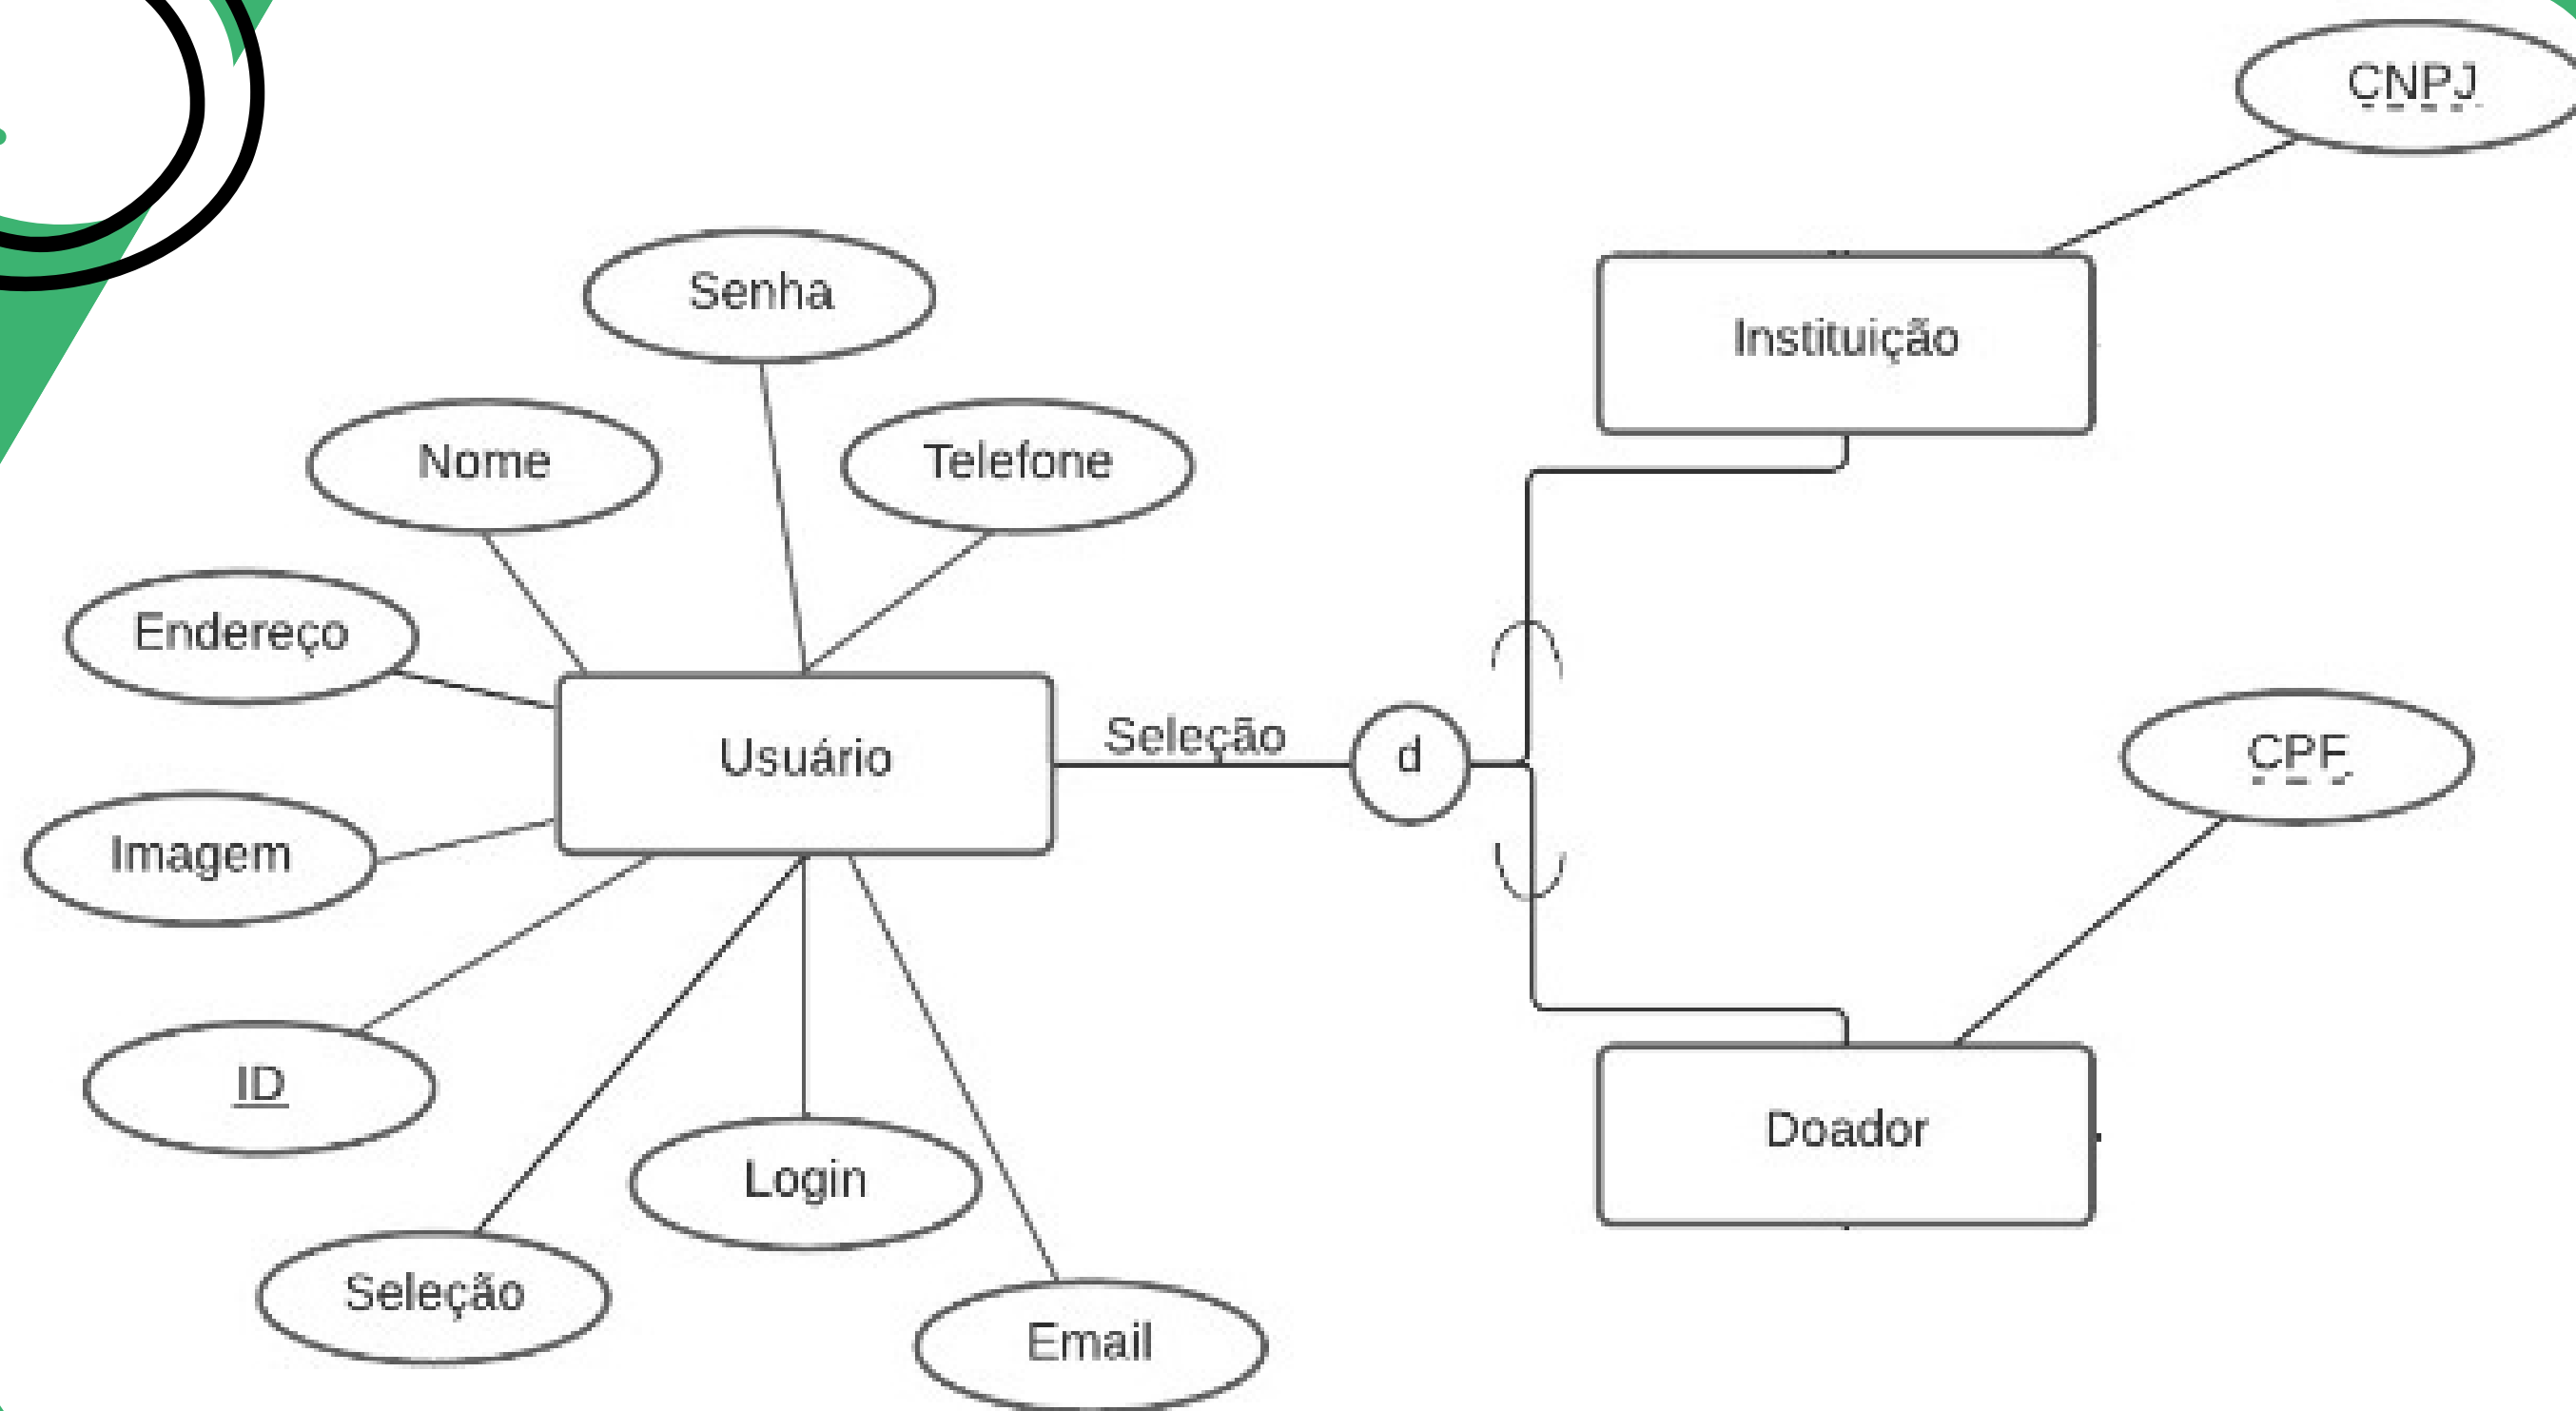 CNPJ
Senha
Instituição
Nome
Telefone
Endereço
Usuário
Seleção
d
CPF
Imagem
ID
Doador
Login
Seleção
Email